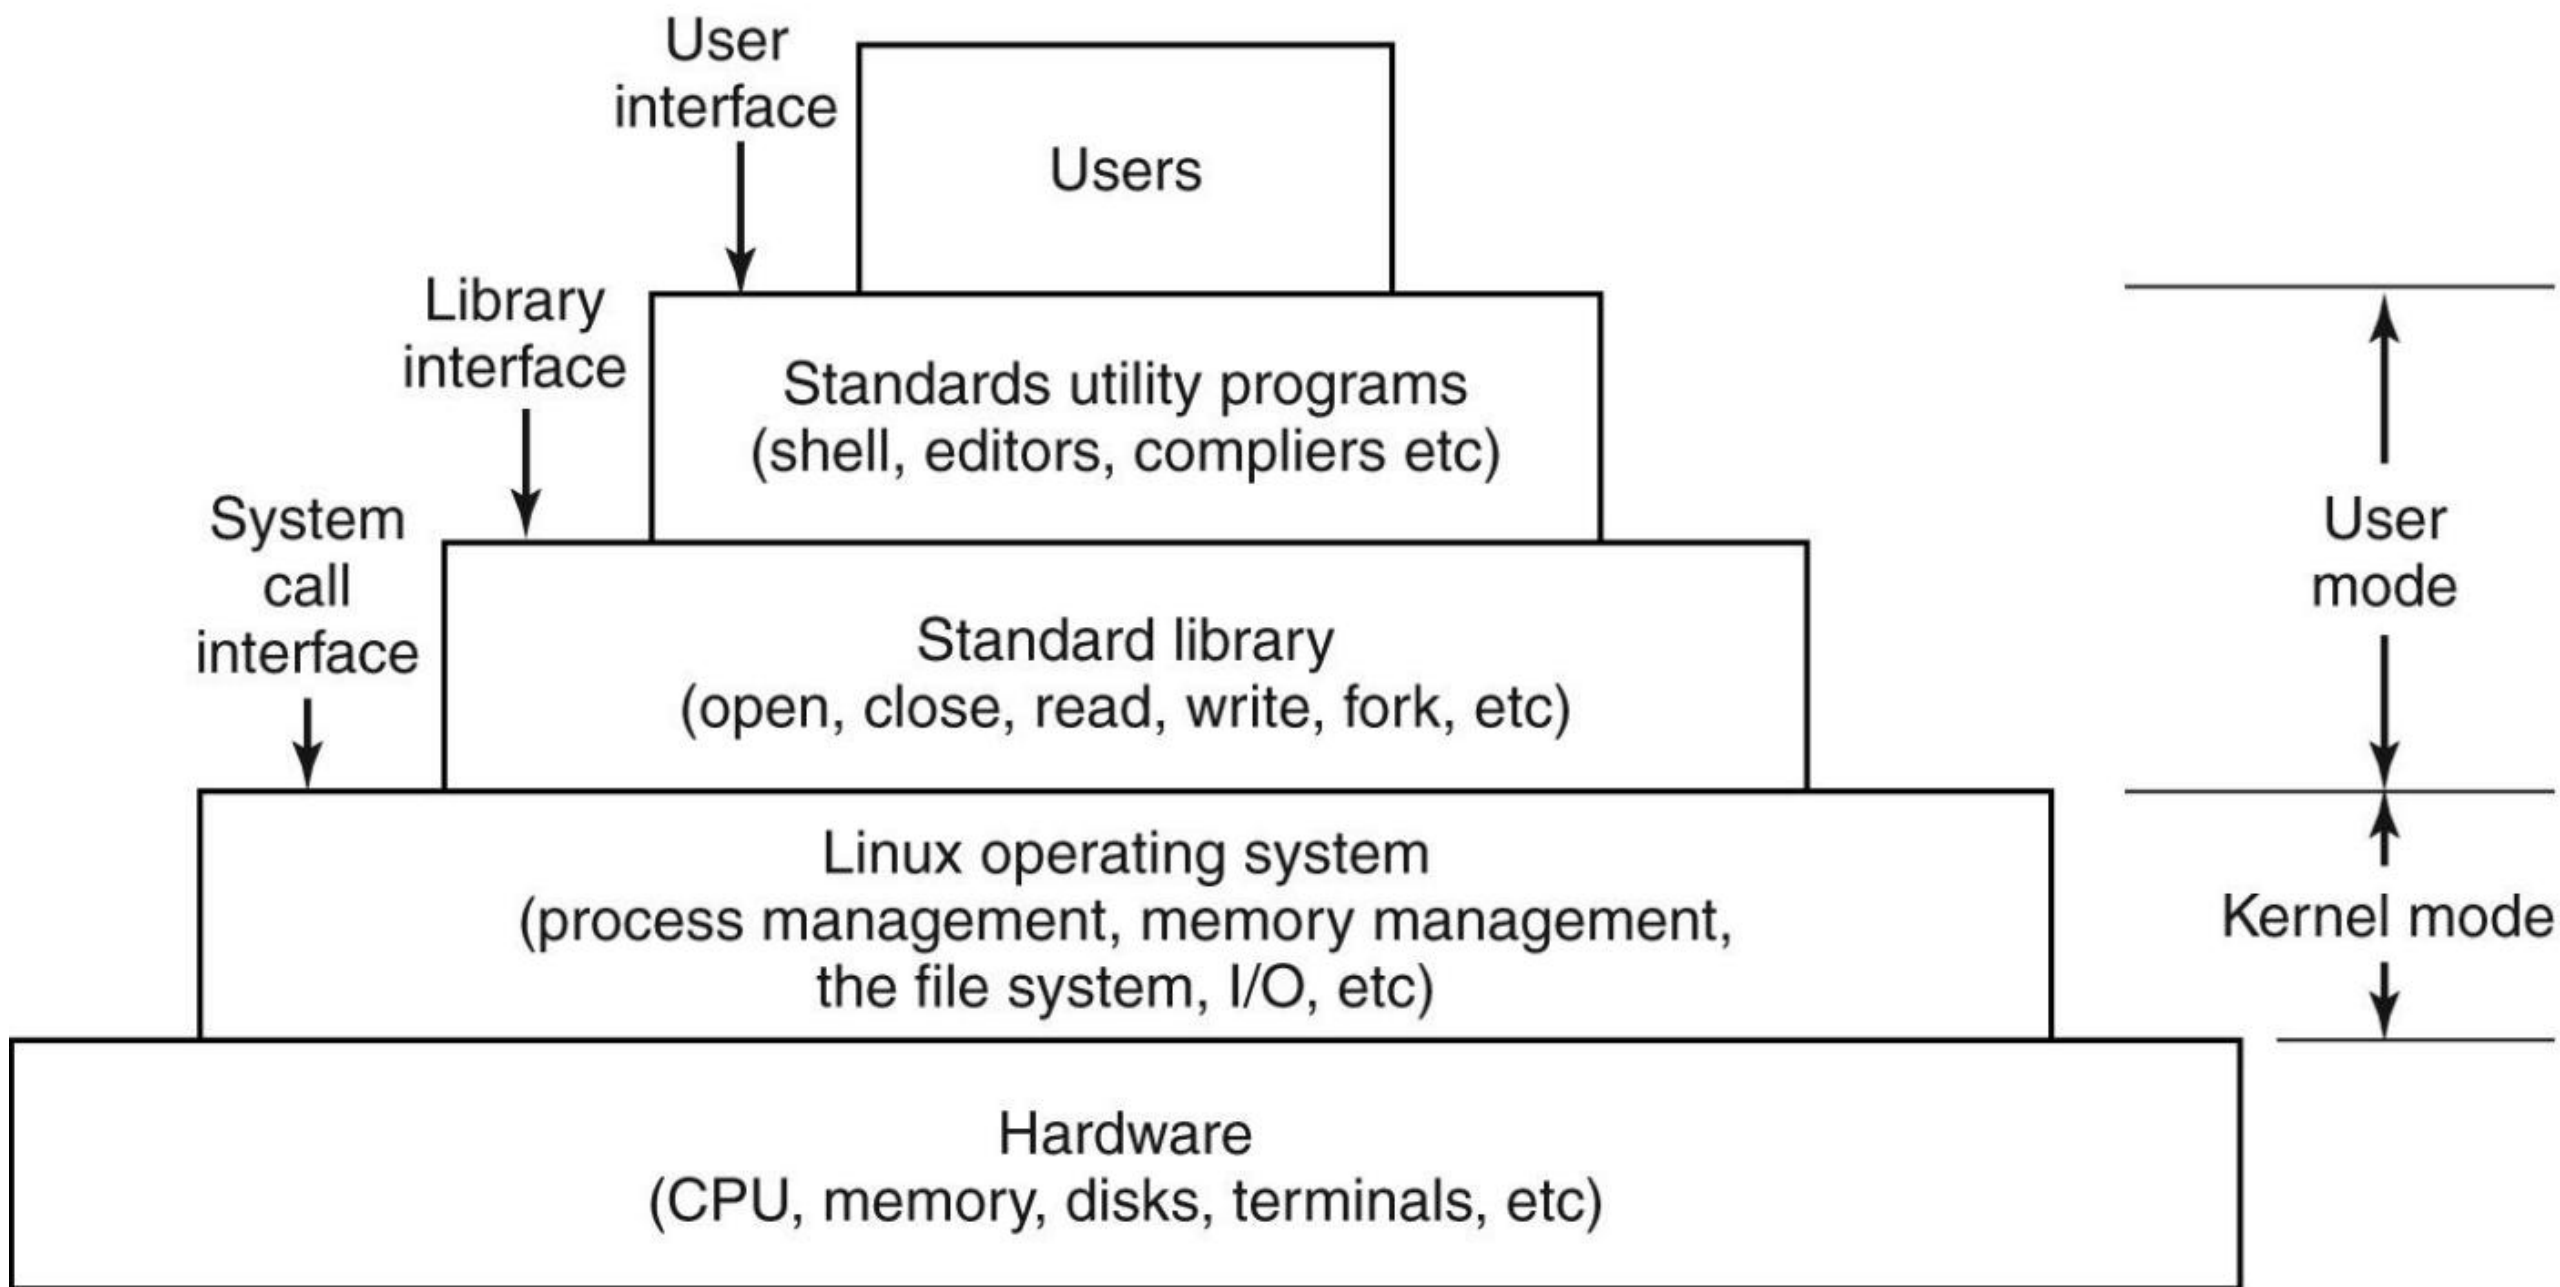 User
interface
Users
Library
interface
Standards utility programs
(shell, editors, compliers etc)
System
call
interface
User
mode
Standard library
(open, close, read, write, fork, etc)
Linux operating system
(process management, memory management,
the file system, I/O, etc)
Kernel mode
Hardware
(CPU, memory, disks, terminals, etc)